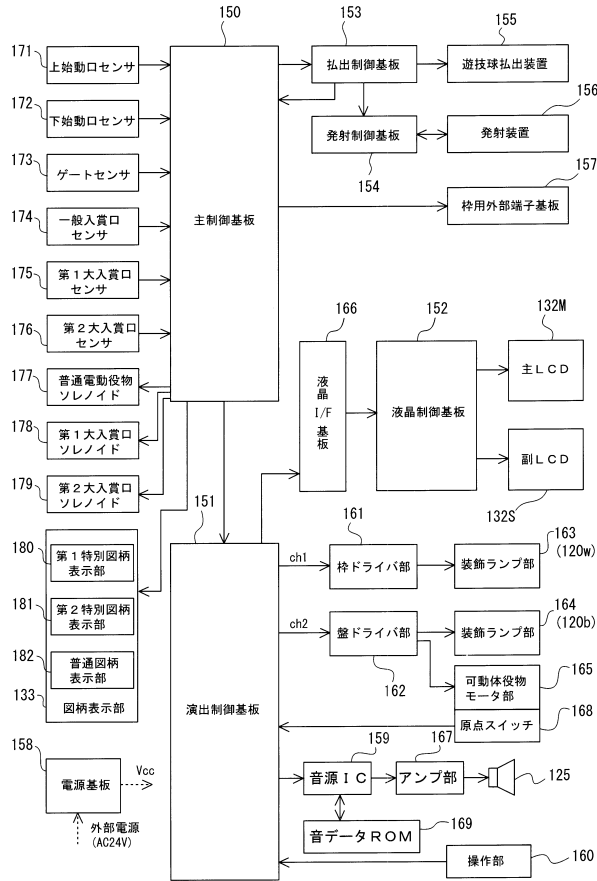 150
153
155
171
上始動口センサ
払出制御基板
遊技球払出装置
172
下始動口センサ
156
発射制御基板
発射装置
173
ゲートセンサ
154
157
174
一般入賞口
センサ
主制御基板
枠用外部端子基板
175
第1大入賞口
センサ
176
第2大入賞口
センサ
166
152
132M
177
普通電動役物
ソレノイド
液晶
I/F
基板
液晶制御基板
主LCD
178
第1大入賞口
ソレノイド
副LCD
179
第2大入賞口
ソレノイド
151
132S
161
163
(120w)
180
第1特別図柄
表示部
ch1
枠ドライバ部
装飾ランプ部
181
第2特別図柄
表示部
ch2
盤ドライバ部
装飾ランプ部
164
(120b)
182
普通図柄
表示部
162
可動体役物
モータ部
165
133
図柄表示部
演出制御基板
原点スイッチ
168
158
電源基板
Vcc
159
167
音源IC
アンプ部
125
外部電源
(AC24V)
音データROM
169
操作部
160